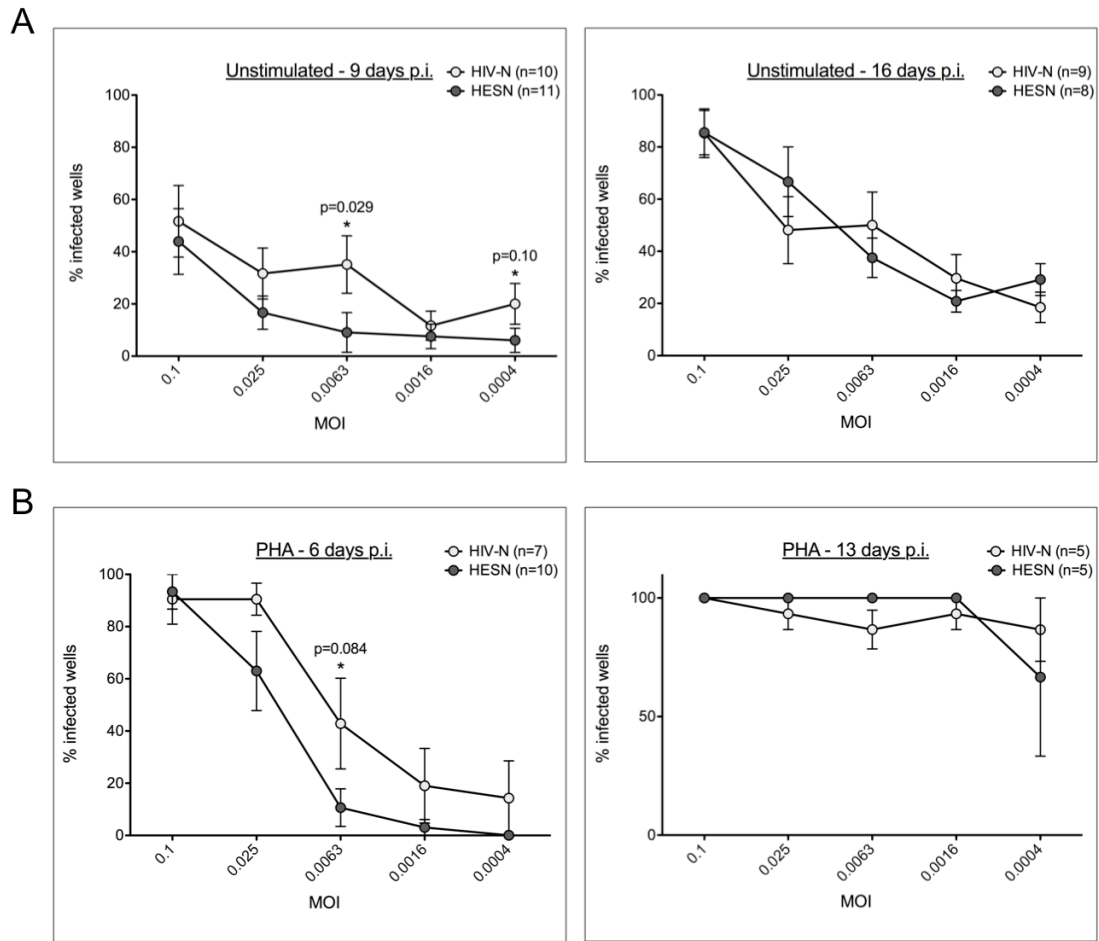 A
Unstimulated - 9 days p.i.
HIV-N (n=10)
HESN (n=11)
100
80
60
40
20
0
% infected wells
p=0.029
*
p=0.10
*
0.1
0.025
0.0063
0.0016
0.0004
MOI
Unstimulated - 16 days p.i.
HIV-N (n=9)
HESN (n=8)
100
80
60
40
20
0
% infected wells
0.1
0.025
0.0063
0.0016
0.0004
MOI
B
PHA - 6 days p.i.
HIV-N (n=7)
HESN (n=10)
100
80
60
40
20
0
% infected wells
p=0.084
*
0.1
0.025
0.0063
0.0016
0.0004
MOI
PHA - 13 days p.i.
HIV-N (n=5)
HESN (n=5)
100
50
0
% infected wells
0.1
0.025
0.0063
0.0016
0.0004
MOI